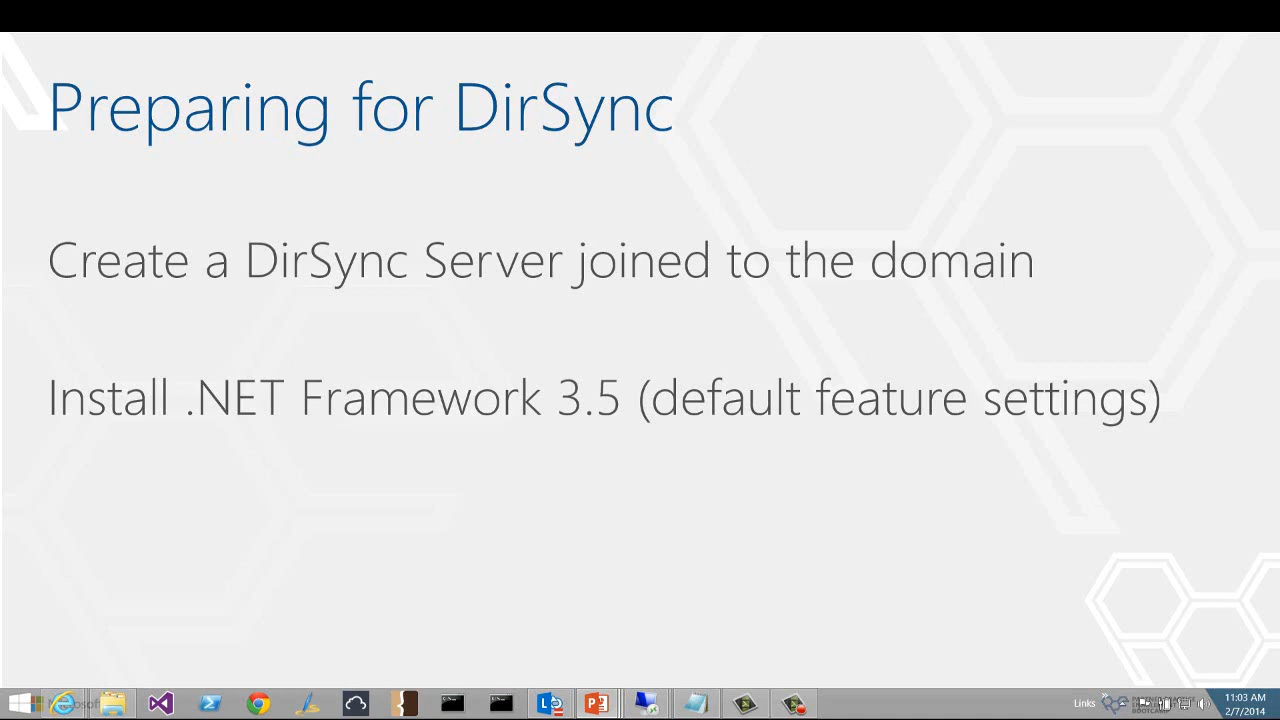 Preparing for DirSync
Create a DirSync Server joined to the domain
Install .NET Framework 3.5 (default feature settings)
Links
11:03 AM
2/7/2014